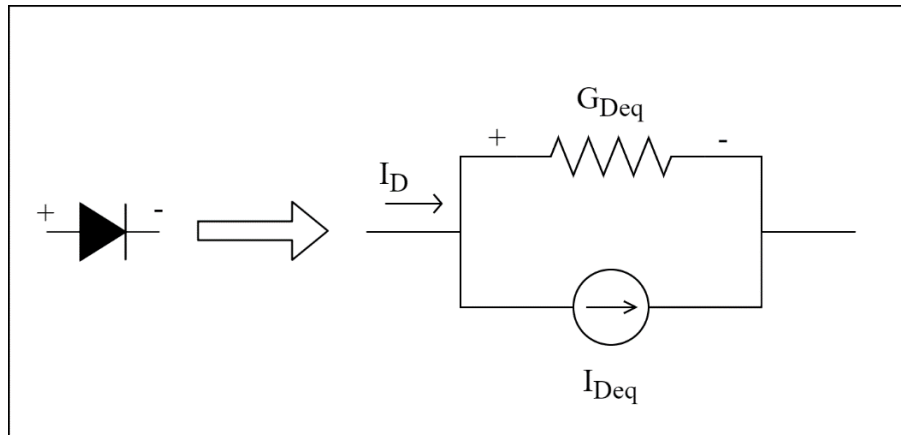 G_Deq
+ -
I_D
+ -
I_Deq